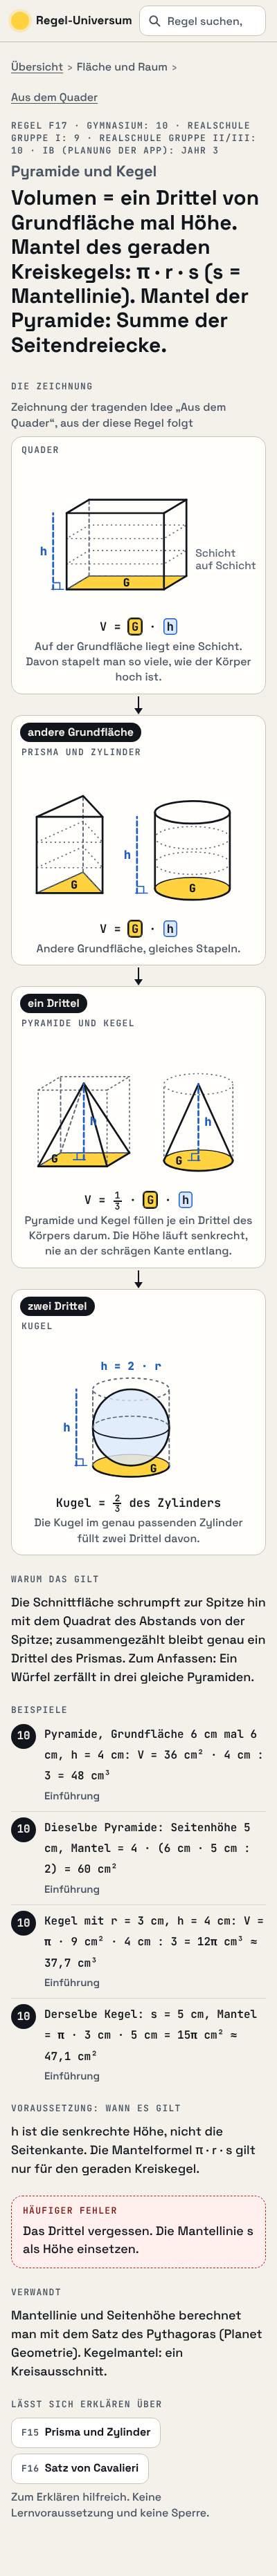 Regel-Universum
Regel suchen,
Übersicht > Fläche und Raum >
Aus dem Quader
REGEL F17 · GYMNASIUM: 10 · REALSCHULE
GRUPPE I: 9 · REALSCHULE GRUPPE II/III:
10 · IB (PLANUNG DER APP): JAHR 3
Pyramide und Kegel
Volumen = ein Drittel von
Grundfläche mal Höhe.
Mantel des geraden
Kreiskegels: π · r · s (s =
Mantellinie). Mantel der
Pyramide: Summe der
Seitendreiecke.
DIE ZEICHNUNG
Zeichnung der tragenden Idee „Aus dem
Quader“, aus der diese Regel folgt
QUADER
h
Schicht
auf Schicht
G
V = G · h
Auf der Grundfläche liegt eine Schicht.
Davon stapelt man so viele, wie der Körper
hoch ist.
andere Grundfläche
PRISMA UND ZYLINDER
h
G
G
V = G · h
Andere Grundfläche, gleiches Stapeln.
ein Drittel
PYRAMIDE UND KEGEL
h
h
G
G
V = 1/3 · G · h
Pyramide und Kegel füllen je ein Drittel des
Körpers darum. Die Höhe läuft senkrecht,
nie an der schrägen Kante entlang.
zwei Drittel
KUGEL
h = 2 · r
h
G
Kugel = 2/3 des Zylinders
Die Kugel im genau passenden Zylinder
füllt zwei Drittel davon.
WARUM DAS GILT
Die Schnittfläche schrumpft zur Spitze hin
mit dem Quadrat des Abstands von der
Spitze; zusammengezählt bleibt genau ein
Drittel des Prismas. Zum Anfassen: Ein
Würfel zerfällt in drei gleiche Pyramiden.
BEISPIELE
10 Pyramide, Grundfläche 6 cm mal 6
cm, h = 4 cm: V = 36 cm² · 4 cm :
3 = 48 cm³
Einführung
10 Dieselbe Pyramide: Seitenhöhe 5
cm, Mantel = 4 · (6 cm · 5 cm :
2) = 60 cm²
Einführung
10 Kegel mit r = 3 cm, h = 4 cm: V =
π · 9 cm² · 4 cm : 3 = 12π cm³ ≈
37,7 cm³
Einführung
10 Derselbe Kegel: s = 5 cm, Mantel
= π · 3 cm · 5 cm = 15π cm² ≈
47,1 cm²
Einführung
VORAUSSETZUNG: WANN ES GILT
h ist die senkrechte Höhe, nicht die
Seitenkante. Die Mantelformel π · r · s gilt
nur für den geraden Kreiskegel.
HÄUFIGER FEHLER
Das Drittel vergessen. Die Mantellinie s
als Höhe einsetzen.
VERWANDT
Mantellinie und Seitenhöhe berechnet
man mit dem Satz des Pythagoras (Planet
Geometrie). Kegelmantel: ein
Kreisausschnitt.
LÄSST SICH ERKLÄREN ÜBER
F15 Prisma und Zylinder
F16 Satz von Cavalieri
Zum Erklären hilfreich. Keine
Lernvoraussetzung und keine Sperre.